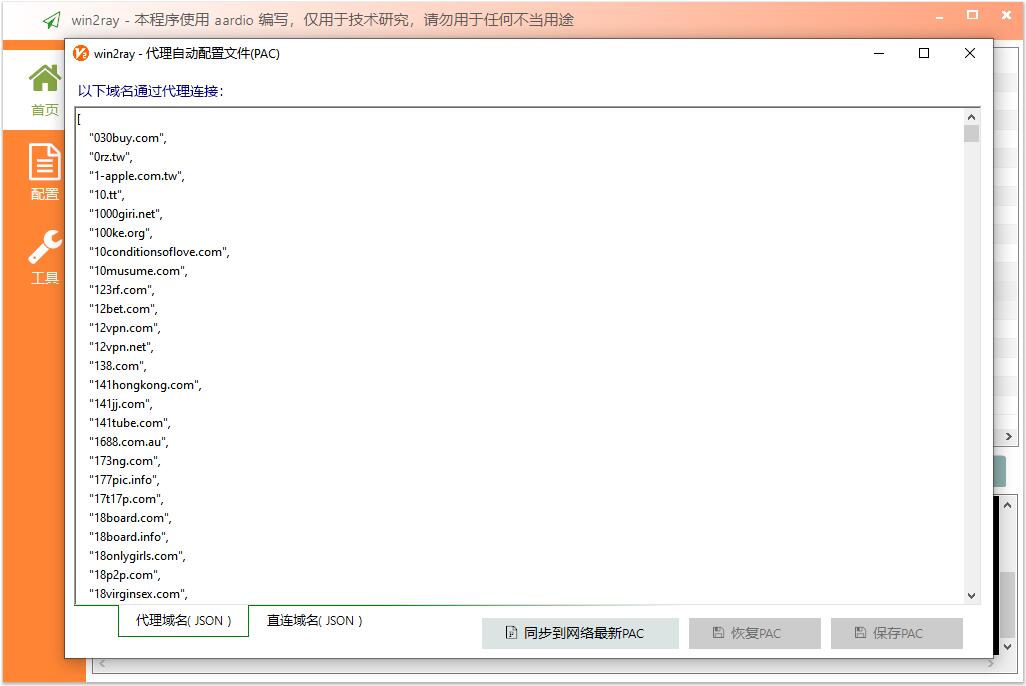 win2ray - 本程序使用 aardio 编写，仅用于技术研究，请勿用于任何不当用途
首页
配置
工具
win2ray - 代理自动配置文件(PAC)
以下域名通过代理连接：
[
"030buy.com",
"0rz.tw",
"1-apple.com.tw",
"10.tt",
"1000giri.net",
"100ke.org",
"10conditionsoflove.com",
"10musume.com",
"123rf.com",
"12bet.com",
"12vpn.com",
"12vpn.net",
"138.com",
"141hongkong.com",
"141jj.com",
"141tube.com",
"1688.com.au",
"173ng.com",
"177pic.info",
"17t17p.com",
"18board.com",
"18board.info",
"18onlygirls.com",
"18p2p.com",
"18virginsex.com",
代理域名( JSON ) 直连域名( JSON )
同步到网络最新PAC 恢复PAC 保存PAC